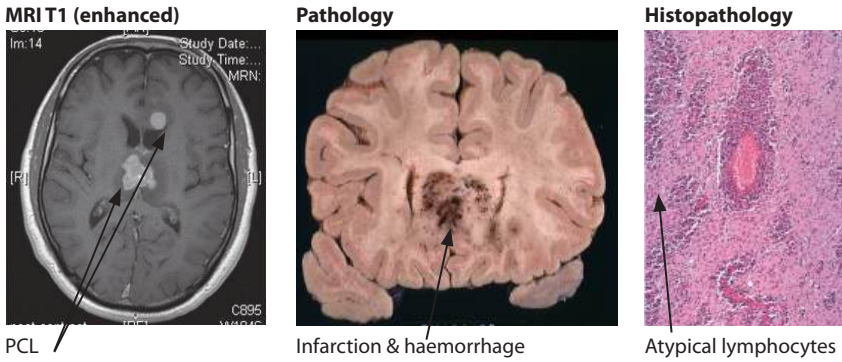 MRI T1 (enhanced)
Pathology
Histopathology
Im:14
Study Date:...
Study Time:...
MRN:
[R]
[L]
C895
PCL
Infarction & haemorrhage
Atypical lymphocytes